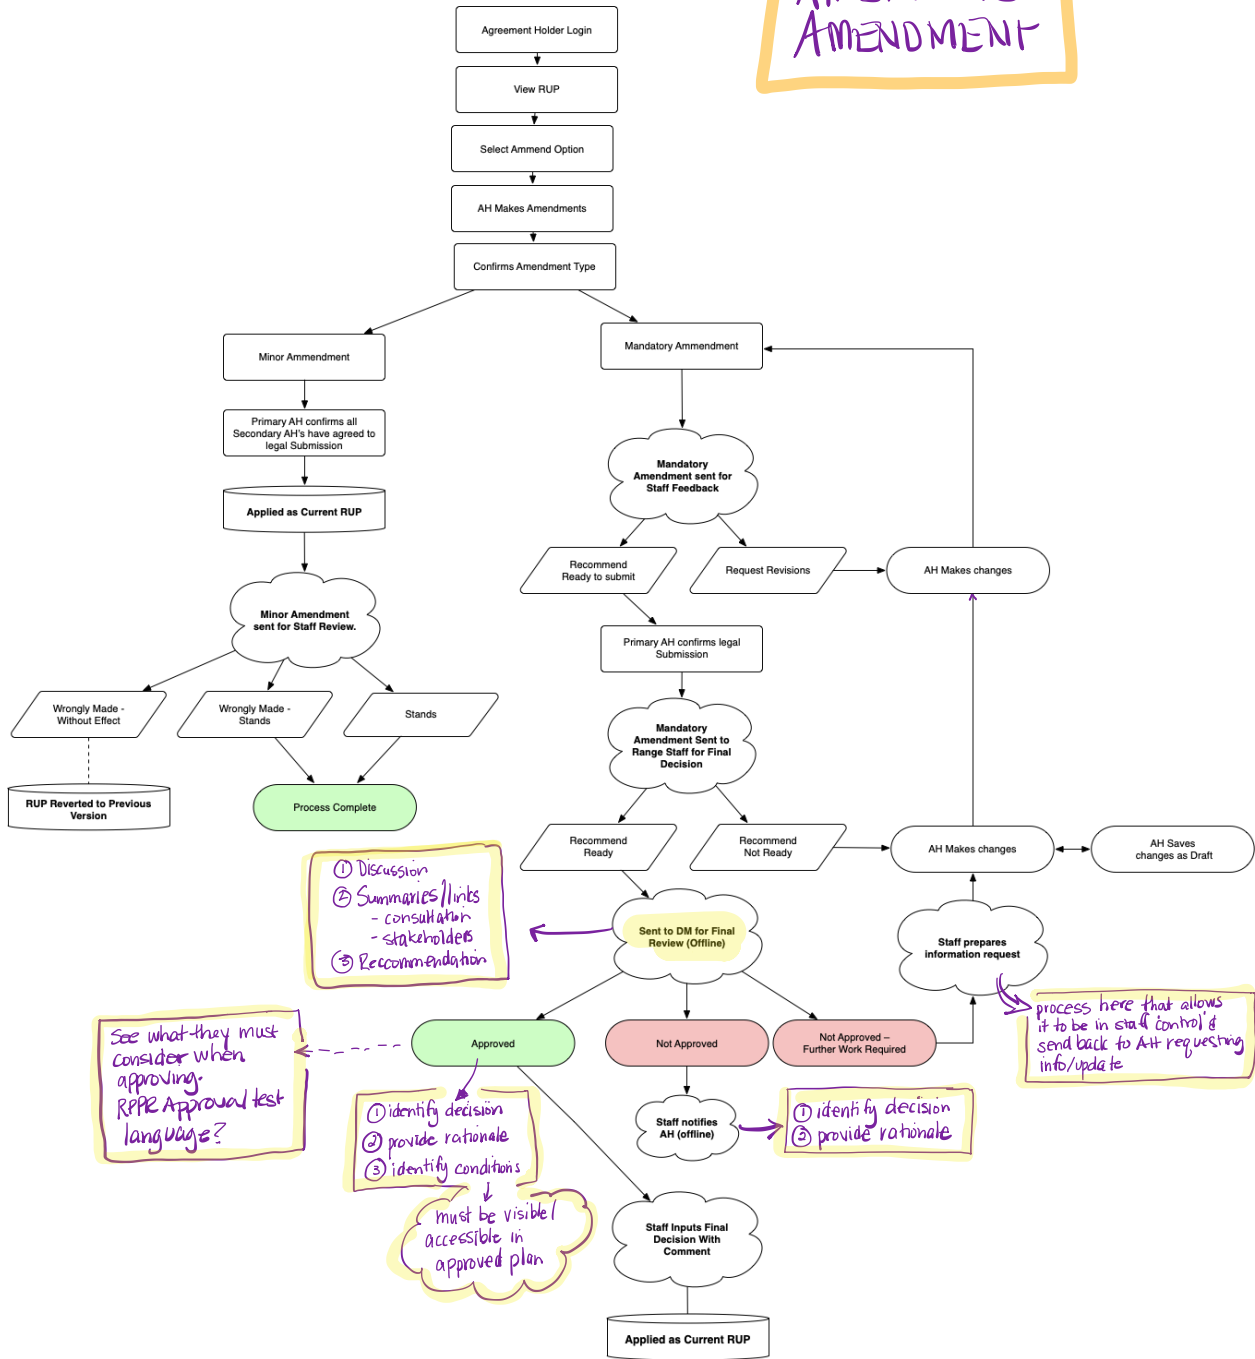 AMENDMENT
Agreement Holder Login
View RUP
Select Ammend Option
AH Makes Amendments
Confirms Amendment Type
Minor Ammendment
Mandatory Ammendment
Primary AH confirms all
Secondary AH's have agreed to
legal Submission
Applied as Current RUP
Mandatory
Amendment sent for
Staff Feedback
Recommend
Ready to submit
Request Revisions
AH Makes changes
Minor Amendment
sent for Staff Review.
Primary AH confirms legal
Submission
Wrongly Made -
Without Effect
Wrongly Made -
Stands
Stands
Mandatory
Amendment Sent to
Range Staff for Final
Decision
RUP Reverted to Previous
Version
Process Complete
Recommend
Ready
Recommend
Not Ready
AH Makes changes
AH Saves
changes as Draft
① Discussion
② Summaries/links
- consultation
- stakeholders
③ Reccommendation
Sent to DM for Final
Review (Offline)
Staff prepares
information request
process here that allows
it to be in staff control &
send back to AH requesting
info/update
See what they must
consider when
approving.
RPPR Approval test
language?
Approved
Not Approved
Not Approved –
Further Work Required
① identify decision
② provide rationale
③ identify conditions
Staff notifies
AH (offline)
① identify decision
② provide rationale
must be visible/
accessible in
approved plan
Staff Inputs Final
Decision With
Comment
Applied as Current RUP